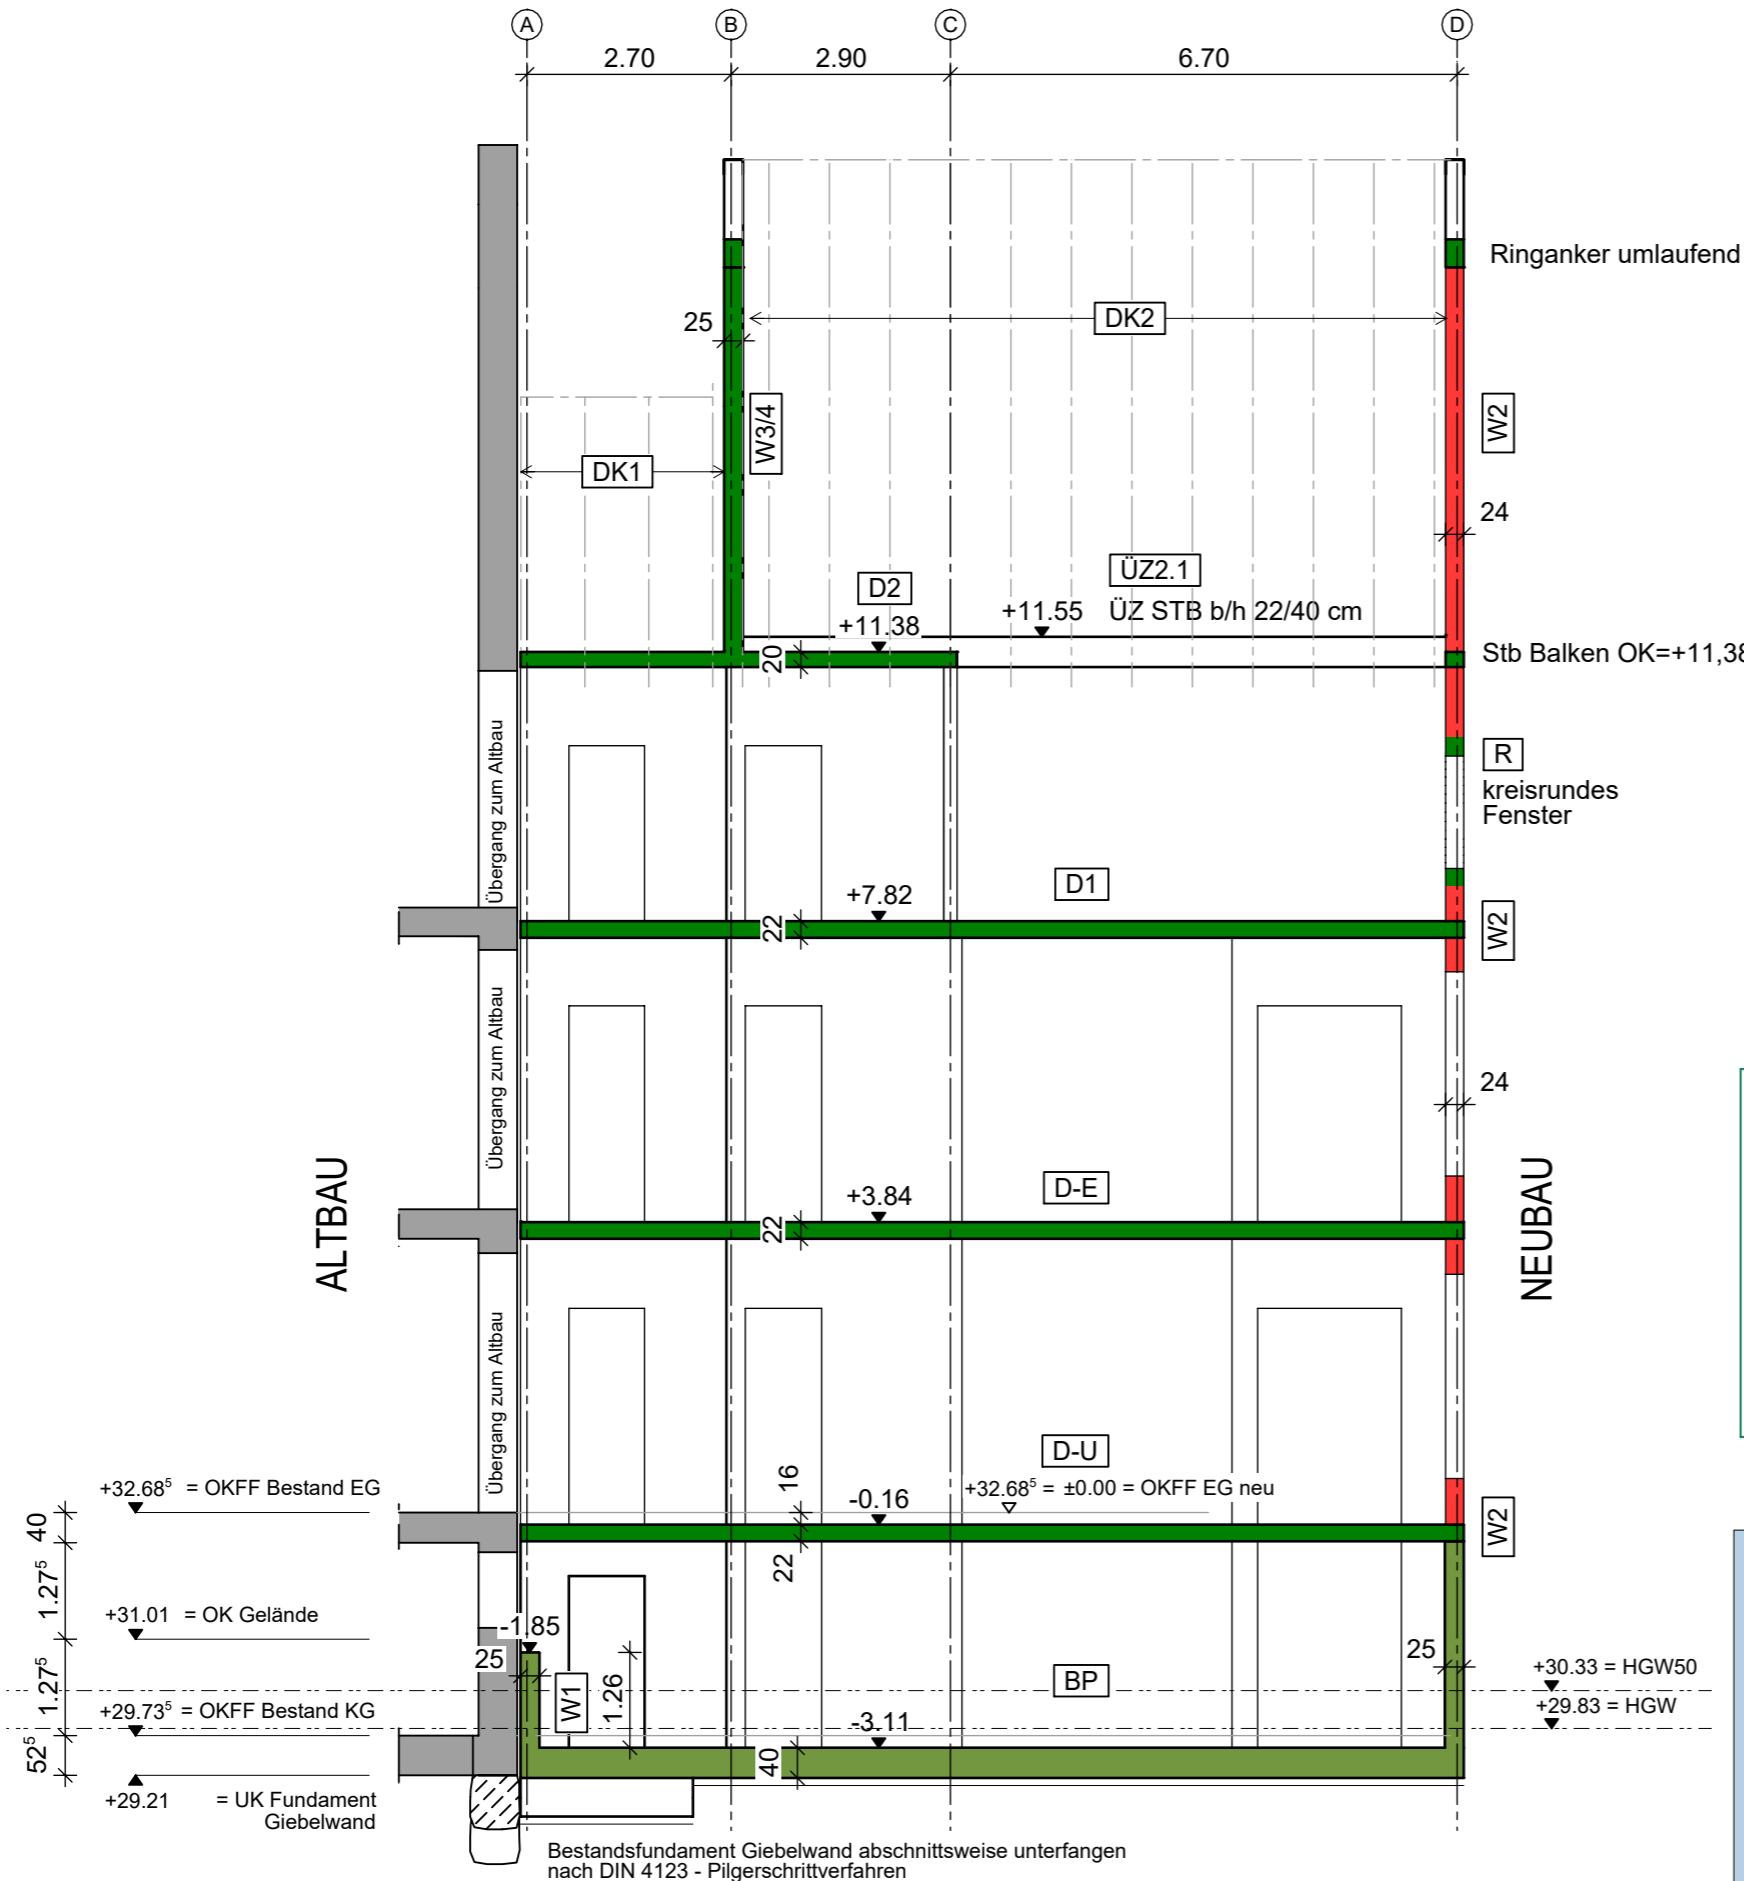 A
B
C
D
2.70
2.90
6.70
Ringanker umlaufend
25
DK2
W3/4
W2
DK1
24
ÜZ2.1
D2
+11.55 ÜZ STB b/h 22/40 cm
+11.38
20
Stb Balken OK=+11,38
Übergang zum Altbau
R
kreisrundes
Fenster
D1
+7.82
22
W2
Übergang zum Altbau
24
ALTBAU
NEUBAU
D-E
+3.84
22
Übergang zum Altbau
D-U
+32.68⁵ = OKFF Bestand EG
16
-0.16
+32.68⁵ = ±0.00 = OKFF EG neu
W2
40
22
1.27⁵
+31.01 = OK Gelände
-1.85
25
25
W1
1.26
BP
+30.33 = HGW50
1.27⁵
+29.73⁵ = OKFF Bestand KG
+29.83 = HGW
-3.11
52⁵
40
+29.21 = UK Fundament
Giebelwand
Bestandsfundament Giebelwand abschnittsweise unterfangen
nach DIN 4123 - Pilgerschrittverfahren